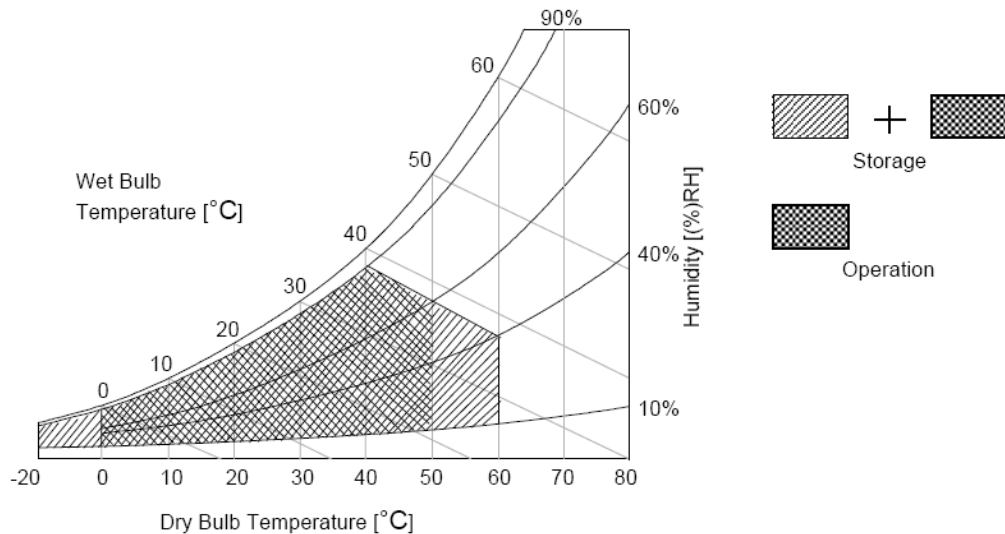 90%
60
60%
50
Wet Bulb
Temperature [°C]
40
Humidity [(%)RH]
40%
30
20
10
0
10%
-20 0 10 20 30 40 50 60 70 80
Dry Bulb Temperature [°C]
+
Storage
Operation